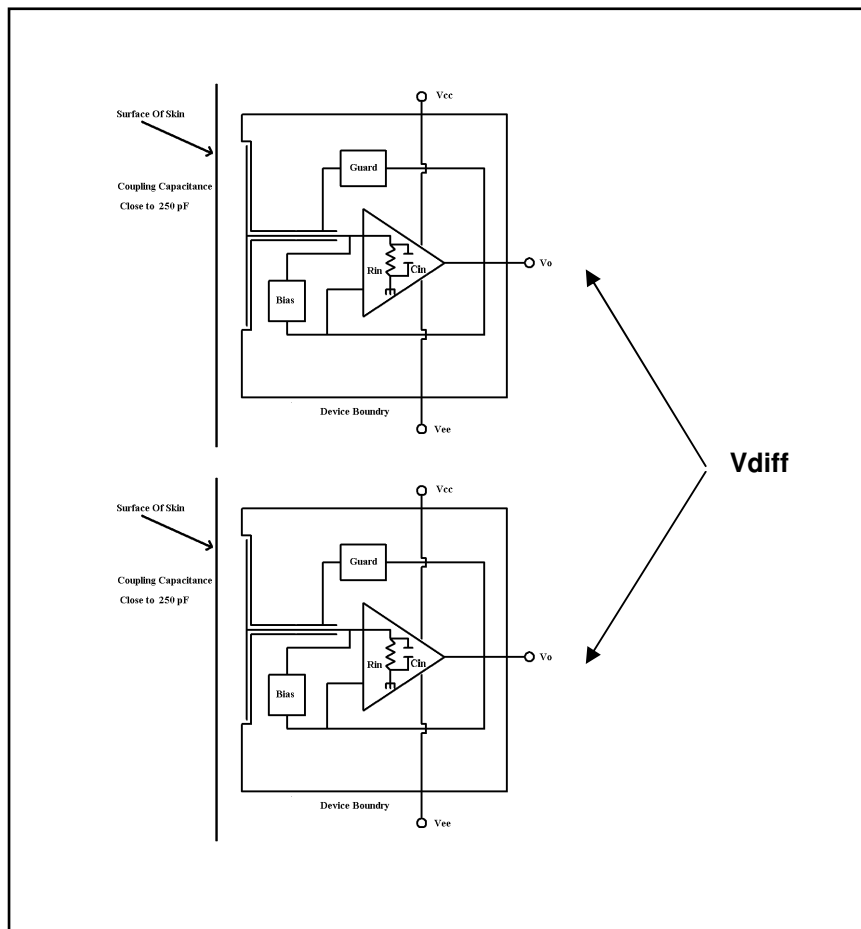 Vcc
Surface Of Skin
Guard
Coupling Capacitance
Close to 250 pF
Rin
Cin
Vo
Bias
Device Boundry
Vee
Vdiff
Vcc
Surface Of Skin
Guard
Coupling Capacitance
Close to 250 pF
Rin
Cin
Vo
Bias
Device Boundry
Vee